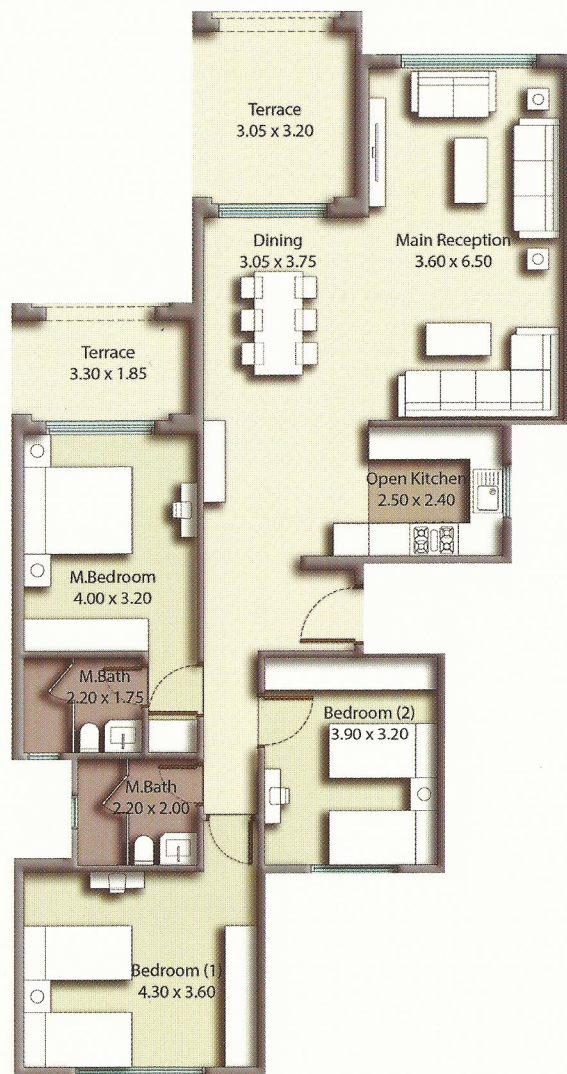 Terrace
3.05 x 3.20
Dining
3.05 x 3.75
Main Reception
3.60 x 6.50
Terrace
3.30 x 1.85
Open Kitchen
2.50 x 2.40
M.Bedroom
4.00 x 3.20
M.Bath
2.20 x 1.75
Bedroom (2)
3.90 x 3.20
M.Bath
2.20 x 2.00
Bedroom (1)
4.30 x 3.60